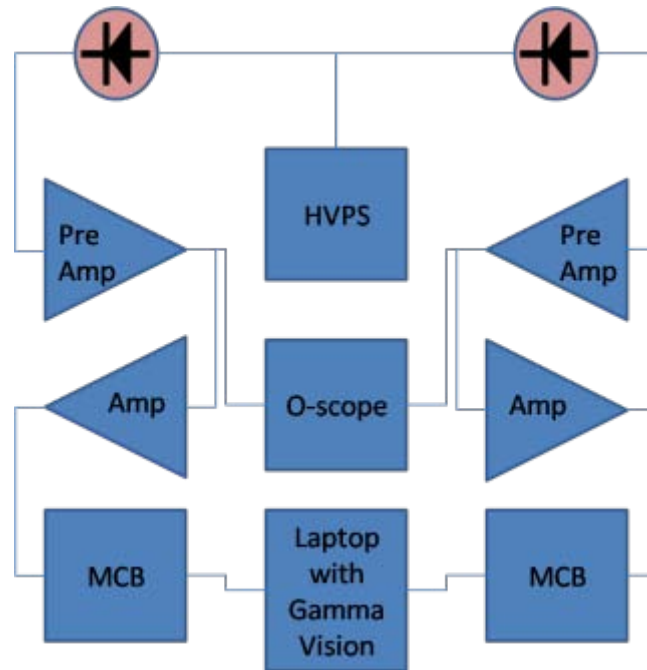 HVPS
Pre
Amp
Pre
Amp
Amp
O-scope
Amp
MCB
Laptop
with
Gamma
Vision
MCB